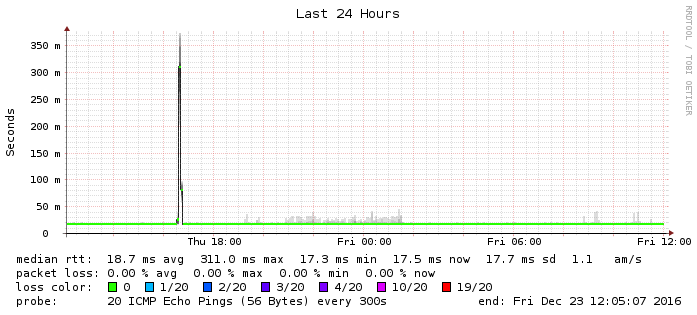 Last 24 Hours
RRDTOOL / TOBI OETIKER
Seconds
350 m
300 m
250 m
200 m
150 m
100 m
50 m
0
Thu 18:00 Fri 00:00 Fri 06:00 Fri 12:00
median rtt: 18.7 ms avg 311.0 ms max 17.3 ms min 17.5 ms now 17.7 ms sd 1.1 am/s
packet loss: 0.00 % avg 0.00 % max 0.00 % min 0.00 % now
loss color: 0 1/20 2/20 3/20 4/20 10/20 19/20
probe: 20 ICMP Echo Pings (56 Bytes) every 300s end: Fri Dec 23 12:05:07 2016